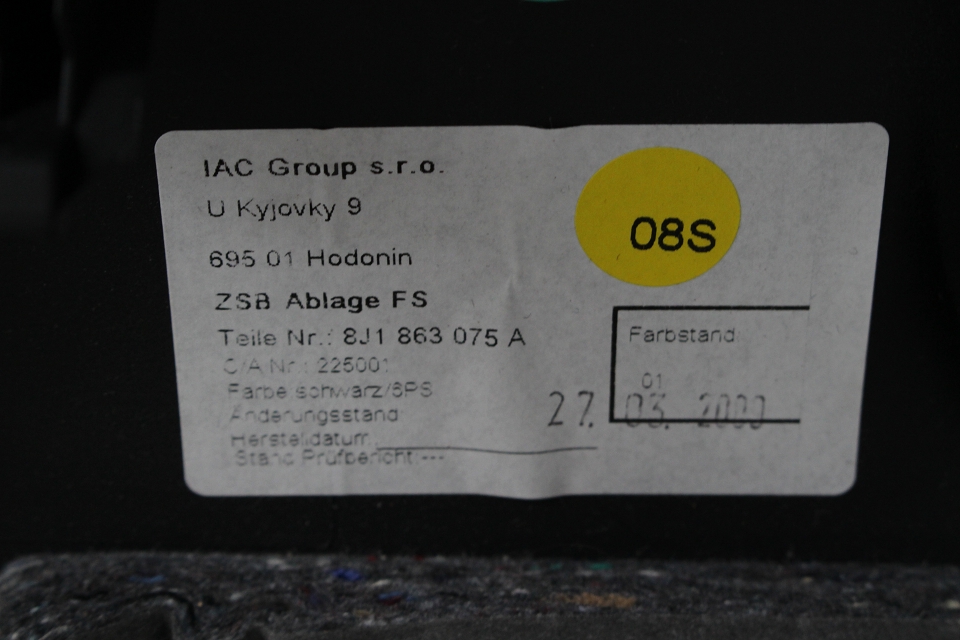 IAC Group s.r.o.
U Kyjovky 9
08S
695 01 Hodonin
ZSB Ablage FS
Teile Nr.: 8J1 863 075 A
Farbstand
C/A Nr.: 225001
01
Farbe schwarz/6PS
Änderungsstand:
27. 03.
Herstelldatum:
Stand Prüfbericht:---